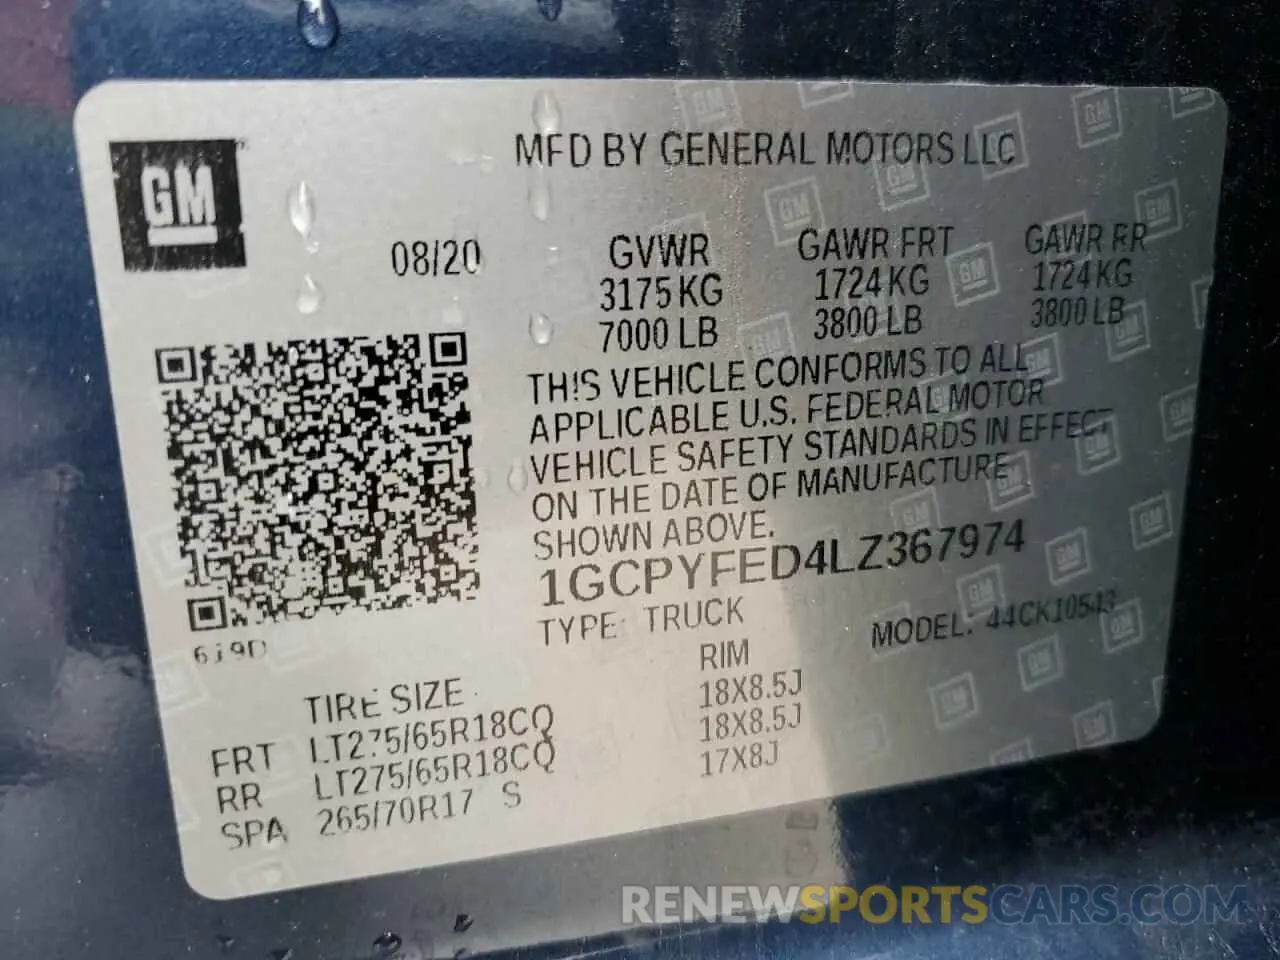 GM
MFD BY GENERAL MOTORS LLC
08/20
GVWR GAWR FRT GAWR RR
3175 KG 1724 KG 1724 KG
7000 LB 3800 LB 3800 LB
THIS VEHICLE CONFORMS TO ALL
APPLICABLE U.S. FEDERAL MOTOR
VEHICLE SAFETY STANDARDS IN EFFECT
ON THE DATE OF MANUFACTURE
SHOWN ABOVE.
1GCPYFED4LZ367974
TYPE: TRUCK MODEL: 44CK10543
TIRE SIZE RIM
FRT LT275/65R18CQ 18X8.5J
RR LT275/65R18CQ 18X8.5J
SPA 265/70R17 S 17X8J
RENEWSPORTSCARS.COM